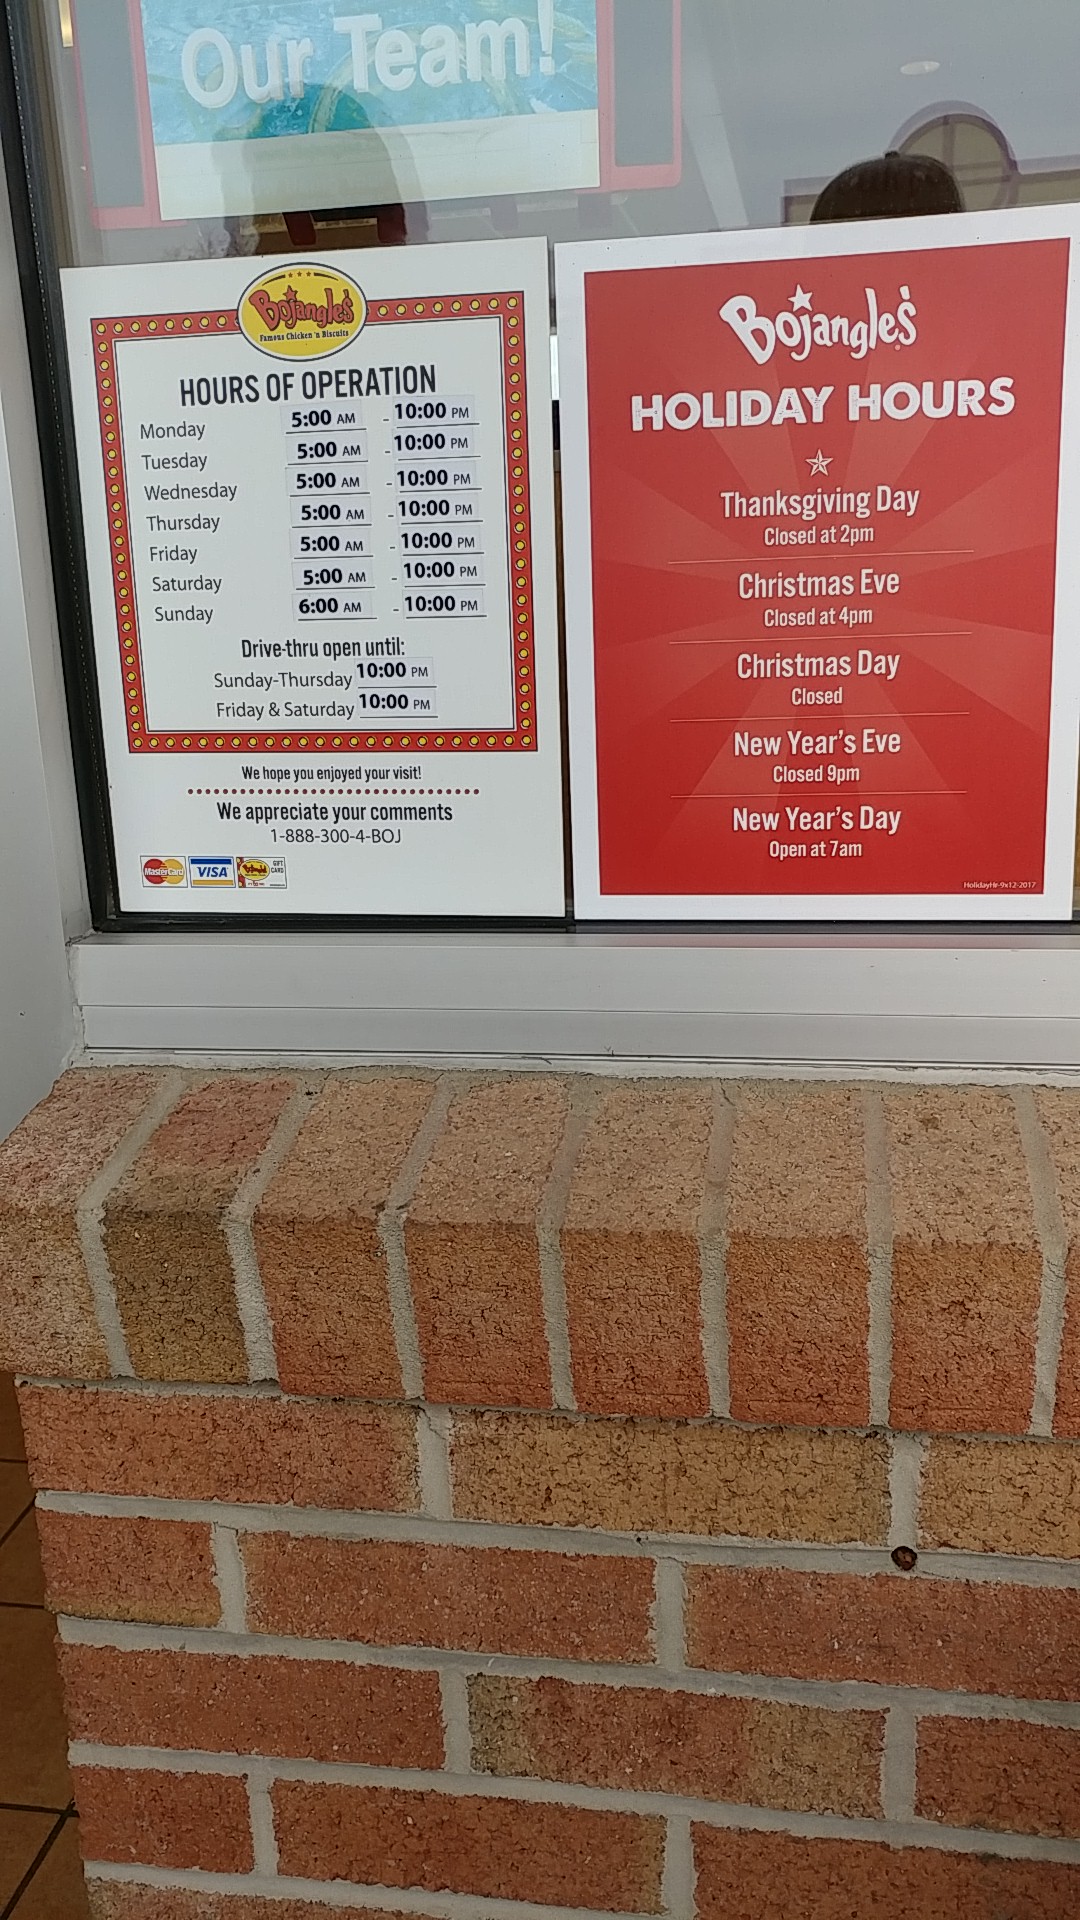 Our Team!
Bojangles'
Famous Chicken 'n Biscuits
HOURS OF OPERATION
Monday 5:00 AM - 10:00 PM
Tuesday 5:00 AM - 10:00 PM
Wednesday 5:00 AM - 10:00 PM
Thursday 5:00 AM - 10:00 PM
Friday 5:00 AM - 10:00 PM
Saturday 5:00 AM - 10:00 PM
Sunday 6:00 AM - 10:00 PM
Drive-thru open until:
Sunday-Thursday 10:00 PM
Friday & Saturday 10:00 PM
We hope you enjoyed your visit!
We appreciate your comments
1-888-300-4-BOJ
MasterCard VISA GIFT CARD
Bojangles'
HOLIDAY HOURS
Thanksgiving Day
Closed at 2pm
Christmas Eve
Closed at 4pm
Christmas Day
Closed
New Year's Eve
Closed 9pm
New Year's Day
Open at 7am
HolidayHr-9x12-2017